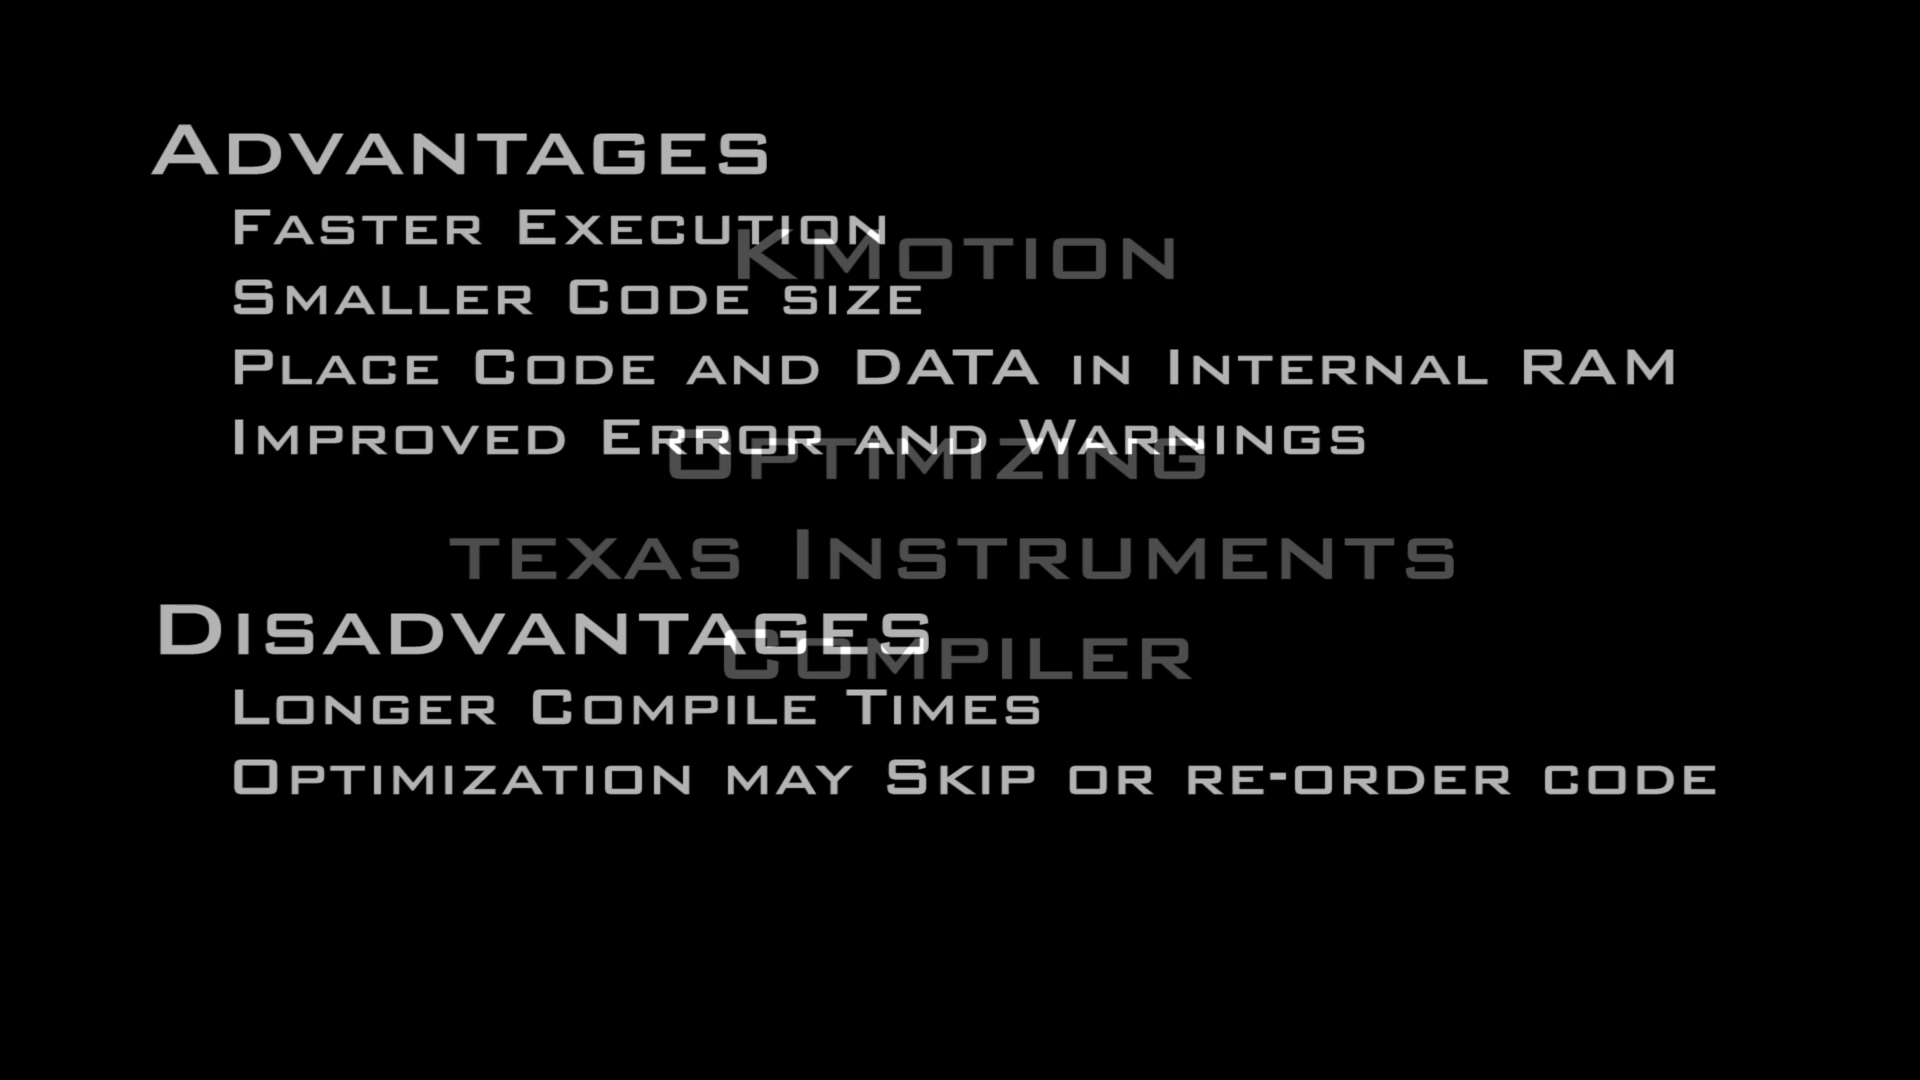 Advantages
Faster Execution
KMotion
Smaller Code size
Place Code and DATA in Internal RAM
Improved Error and Warnings
Optimizing
texas Instruments
Disadvantages
Compiler
Longer Compile Times
Optimization may Skip or re-order code